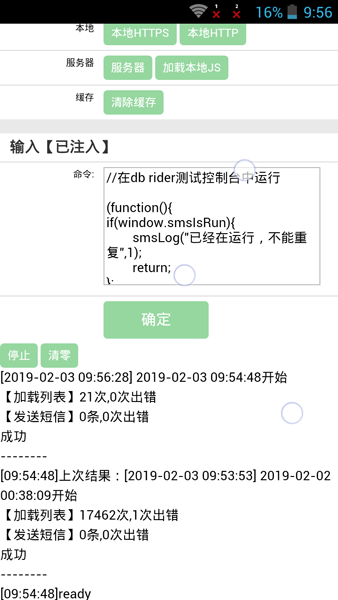 16% 9:56
本地 本地HTTPS 本地HTTP
服务器 服务器 加载本地JS
缓存 清除缓存
输入【已注入】
命令: //在db rider测试控制台中运行
(function(){
if(window.smsIsRun){
smsLog("已经在运行，不能重
复",1);
return;
};
确定
停止 清零
[2019-02-03 09:56:28] 2019-02-03 09:54:48开始
【加载列表】21次,0次出错
【发送短信】0条,0次出错
成功
--------
[09:54:48]上次结果：[2019-02-03 09:53:53] 2019-02-02
00:38:09开始
【加载列表】17462次,1次出错
【发送短信】0条,0次出错
成功
--------
[09:54:48]ready